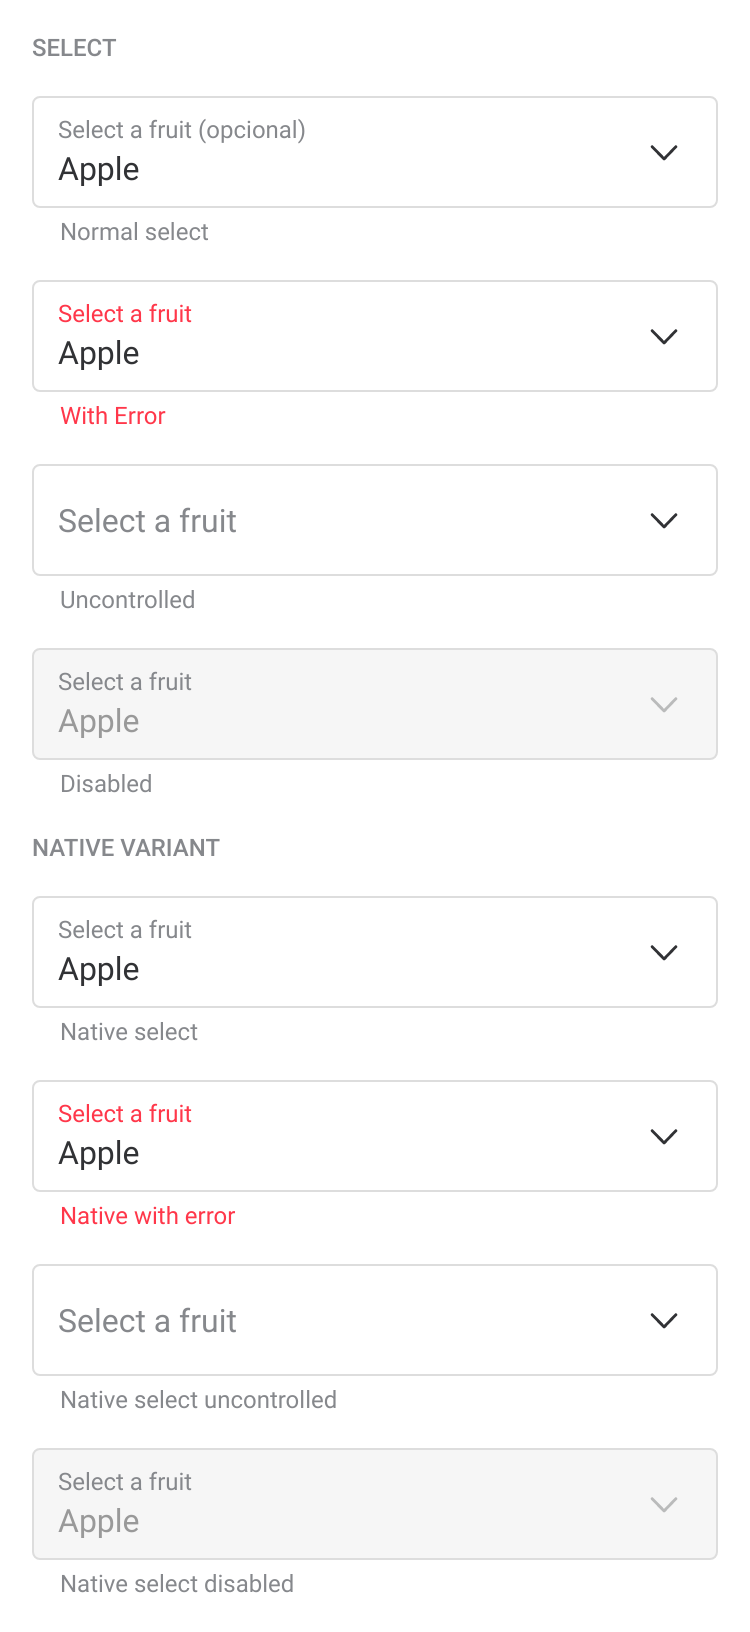 SELECT
Select a fruit (opcional)
Apple
Normal select
Select a fruit
Apple
With Error
Select a fruit
Uncontrolled
Select a fruit
Apple
Disabled
NATIVE VARIANT
Select a fruit
Apple
Native select
Select a fruit
Apple
Native with error
Select a fruit
Native select uncontrolled
Select a fruit
Apple
Native select disabled